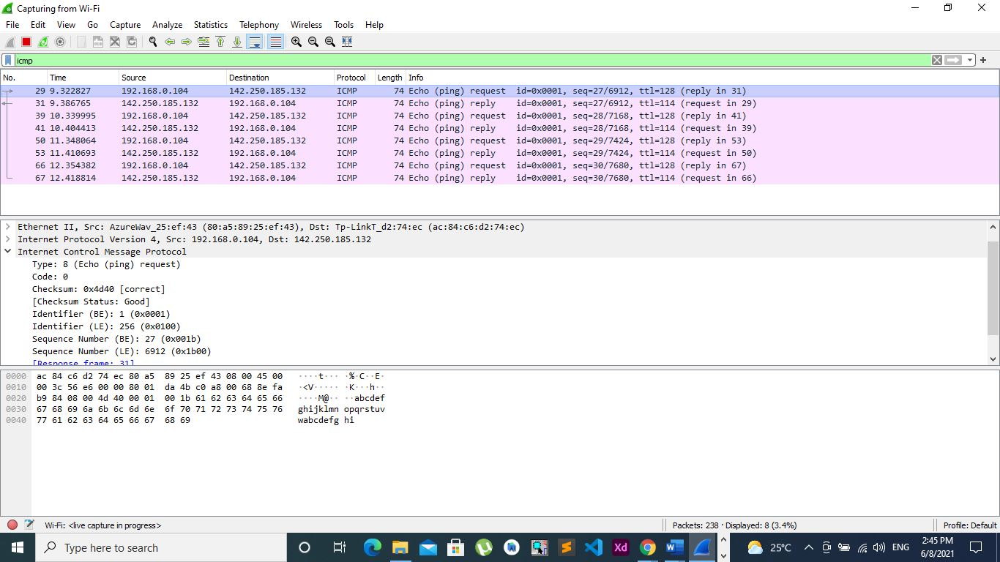 Capturing from Wi-Fi
File Edit View Go Capture Analyze Statistics Telephony Wireless Tools Help
icmp
No. Time Source Destination Protocol Length Info
29 9.322827 192.168.0.104 142.250.185.132 ICMP 74 Echo (ping) request id=0x0001, seq=27/6912, ttl=128 (reply in 31)
31 9.386765 142.250.185.132 192.168.0.104 ICMP 74 Echo (ping) reply id=0x0001, seq=27/6912, ttl=114 (request in 29)
39 10.339995 192.168.0.104 142.250.185.132 ICMP 74 Echo (ping) request id=0x0001, seq=28/7168, ttl=128 (reply in 41)
41 10.404413 142.250.185.132 192.168.0.104 ICMP 74 Echo (ping) reply id=0x0001, seq=28/7168, ttl=114 (request in 39)
50 11.348064 192.168.0.104 142.250.185.132 ICMP 74 Echo (ping) request id=0x0001, seq=29/7424, ttl=128 (reply in 53)
53 11.410693 142.250.185.132 192.168.0.104 ICMP 74 Echo (ping) reply id=0x0001, seq=29/7424, ttl=114 (request in 50)
66 12.354382 192.168.0.104 142.250.185.132 ICMP 74 Echo (ping) request id=0x0001, seq=30/7680, ttl=128 (reply in 67)
67 12.418814 142.250.185.132 192.168.0.104 ICMP 74 Echo (ping) reply id=0x0001, seq=30/7680, ttl=114 (request in 66)
Ethernet II, Src: AzureWav_25:ef:43 (80:a5:89:25:ef:43), Dst: Tp-LinkT_d2:74:ec (ac:84:c6:d2:74:ec)
Internet Protocol Version 4, Src: 192.168.0.104, Dst: 142.250.185.132
Internet Control Message Protocol
Type: 8 (Echo (ping) request)
Code: 0
Checksum: 0x4d40 [correct]
[Checksum Status: Good]
Identifier (BE): 1 (0x0001)
Identifier (LE): 256 (0x0100)
Sequence Number (BE): 27 (0x001b)
Sequence Number (LE): 6912 (0x1b00)
[Response frame: 31]
0000 ac 84 c6 d2 74 ec 80 a5 89 25 ef 43 08 00 45 00 ····t··· ·%·C··E·
0010 00 3c 56 e6 00 00 80 01 da 4b c0 a8 00 68 8e fa ·<V····· ·K···h··
0020 b9 84 08 00 4d 40 00 01 00 1b 61 62 63 64 65 66 ····M@·· ··abcdef
0030 67 68 69 6a 6b 6c 6d 6e 6f 70 71 72 73 74 75 76 ghijklmn opqrstuv
0040 77 61 62 63 64 65 66 67 68 69 wabcdefg hi
Wi-Fi: <live capture in progress> Packets: 238 · Displayed: 8 (3.4%) Profile: Default
Type here to search Xd 25°C ENG 2:45 PM
6/8/2021